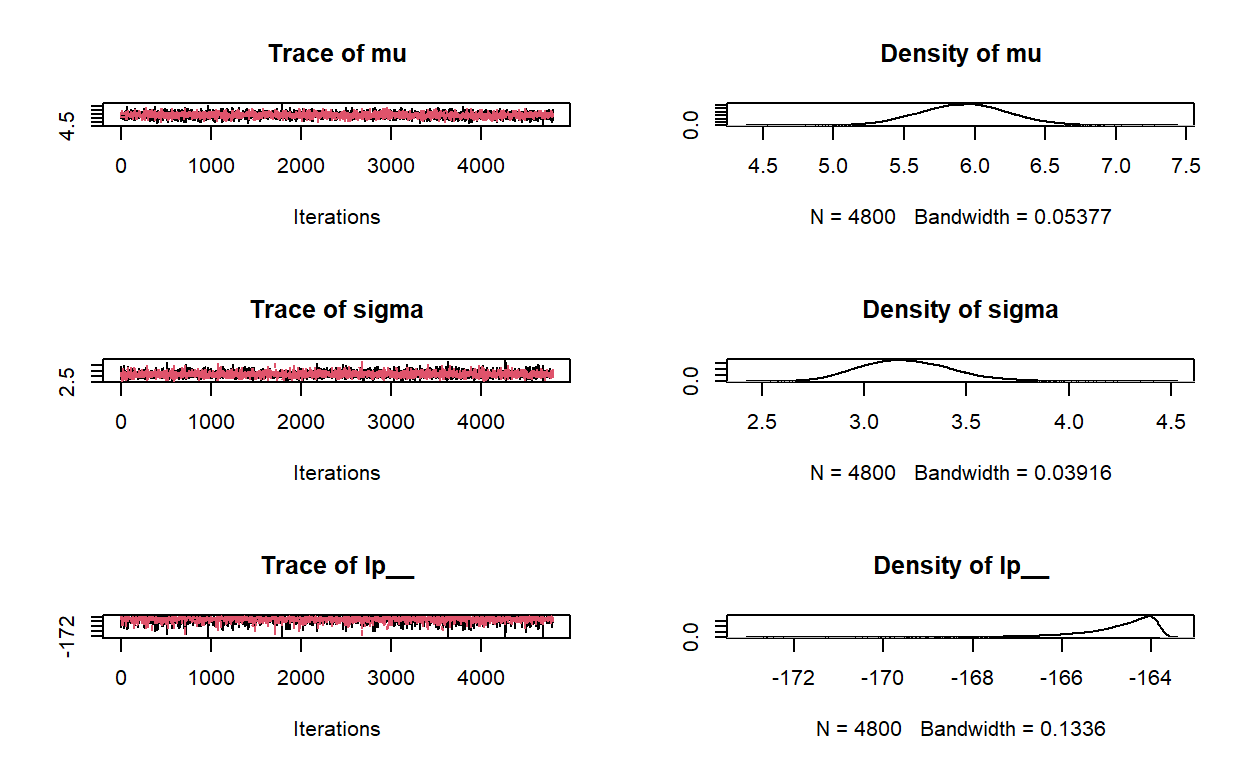 Trace of mu
4.5
0 1000 2000 3000 4000
Iterations
Density of mu
0.0
4.5 5.0 5.5 6.0 6.5 7.0 7.5
N = 4800 Bandwidth = 0.05377
Trace of sigma
2.5
0 1000 2000 3000 4000
Iterations
Density of sigma
0.0
2.5 3.0 3.5 4.0 4.5
N = 4800 Bandwidth = 0.03916
Trace of lp__
-172
0 1000 2000 3000 4000
Iterations
Density of lp__
0.0
-172 -170 -168 -166 -164
N = 4800 Bandwidth = 0.1336